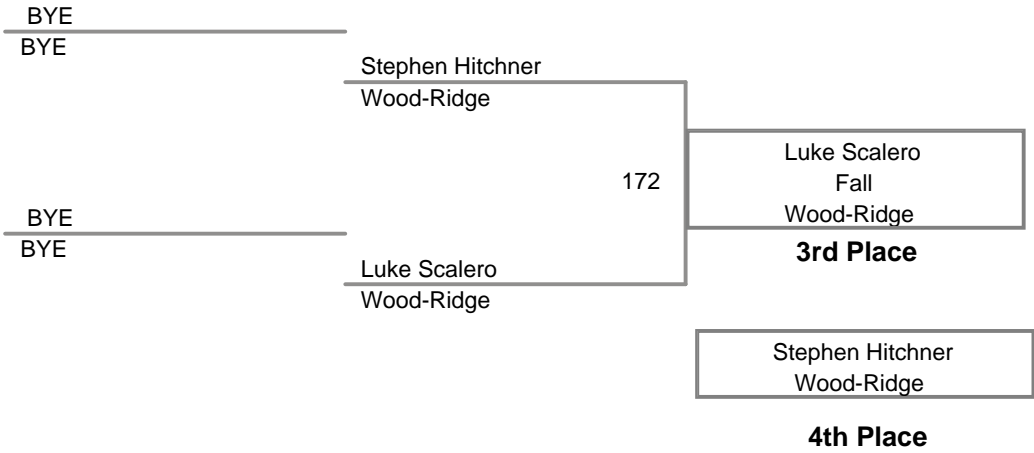 BYE
BYE
Stephen Hitchner
Wood-Ridge
172
Luke Scalero
Fall
Wood-Ridge
3rd Place
BYE
BYE
Luke Scalero
Wood-Ridge
Stephen Hitchner
Wood-Ridge
4th Place